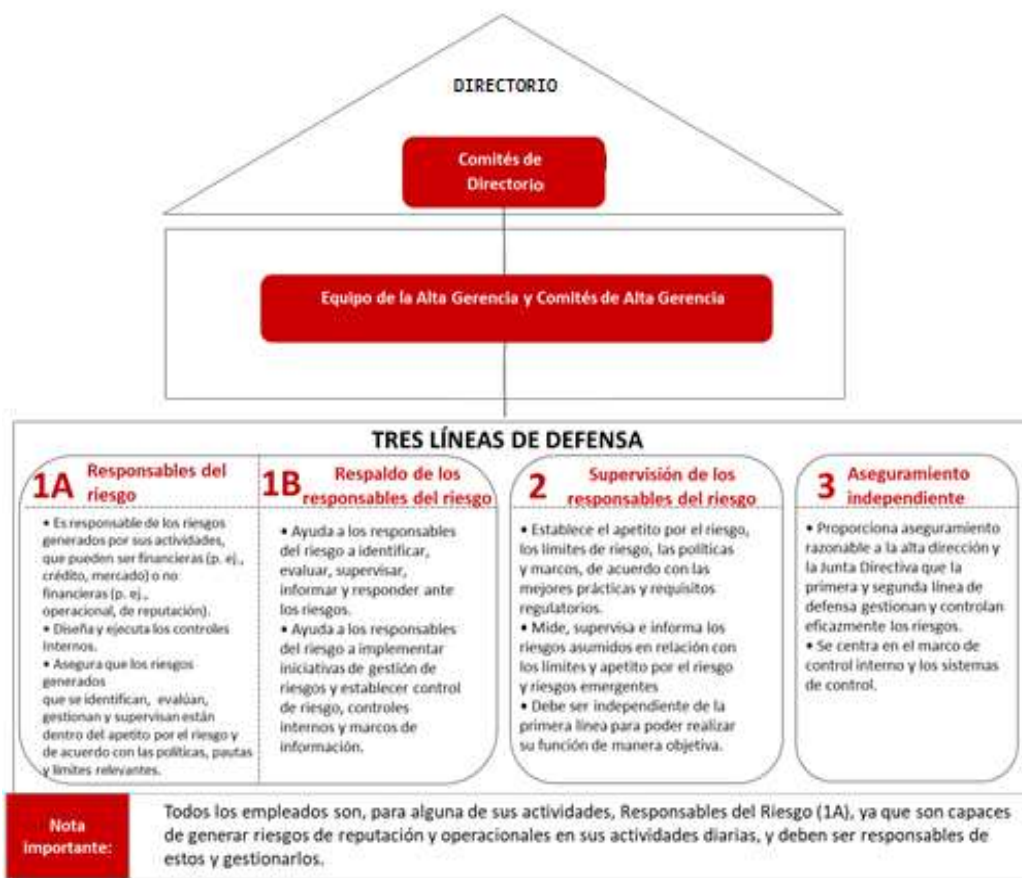 DIRECTORIO
Comités de
Directorio
Equipo de la Alta Gerencia y Comités de Alta Gerencia
TRES LÍNEAS DE DEFENSA
1A
Responsables del
riesgo
• Es responsable de los riesgos
generados por sus actividades,
que pueden ser financieras (p. ej.,
crédito, mercado) o no
financieras (p. ej.,
operacional, de reputación).
• Diseña y ejecuta los controles
internos.
• Asegura que los riesgos
generados
que se identifican, evalúan,
gestionan y supervisan están
dentro del apetito por el riesgo y
de acuerdo con las políticas, pautas
y límites relevantes.
1B
Respaldo de los
responsables del riesgo
• Ayuda a los responsables
del riesgo a identificar,
evaluar, supervisar,
informar y responder ante
los riesgos.
• Ayuda a los responsables
del riesgo a implementar
iniciativas de gestión de
riesgos y establecer control
de riesgo, controles
internos y marcos de
información.
2
Supervisión de los
responsables del riesgo
• Establece el apetito por el riesgo,
los límites de riesgo, las políticas
y marcos, de acuerdo con las
mejores prácticas y requisitos
regulatorios.
• Mide, supervisa e informa los
riesgos asumidos en relación con
los límites y apetito por el riesgo
y riesgos emergentes
• Debe ser independiente de la
primera línea para poder realizar
su función de manera objetiva.
3
Aseguramiento
independiente
• Proporciona aseguramiento
razonable a la alta dirección y
la Junta Directiva que la
primera y segunda línea de
defensa gestionan y controlan
eficazmente los riesgos.
• Se centra en el marco de
control interno y los sistemas
de control.
Nota
importante:
Todos los empleados son, para alguna de sus actividades, Responsables del Riesgo (1A), ya que son capaces
de generar riesgos de reputación y operacionales en sus actividades diarias, y deben ser responsables de
estos y gestionarlos.